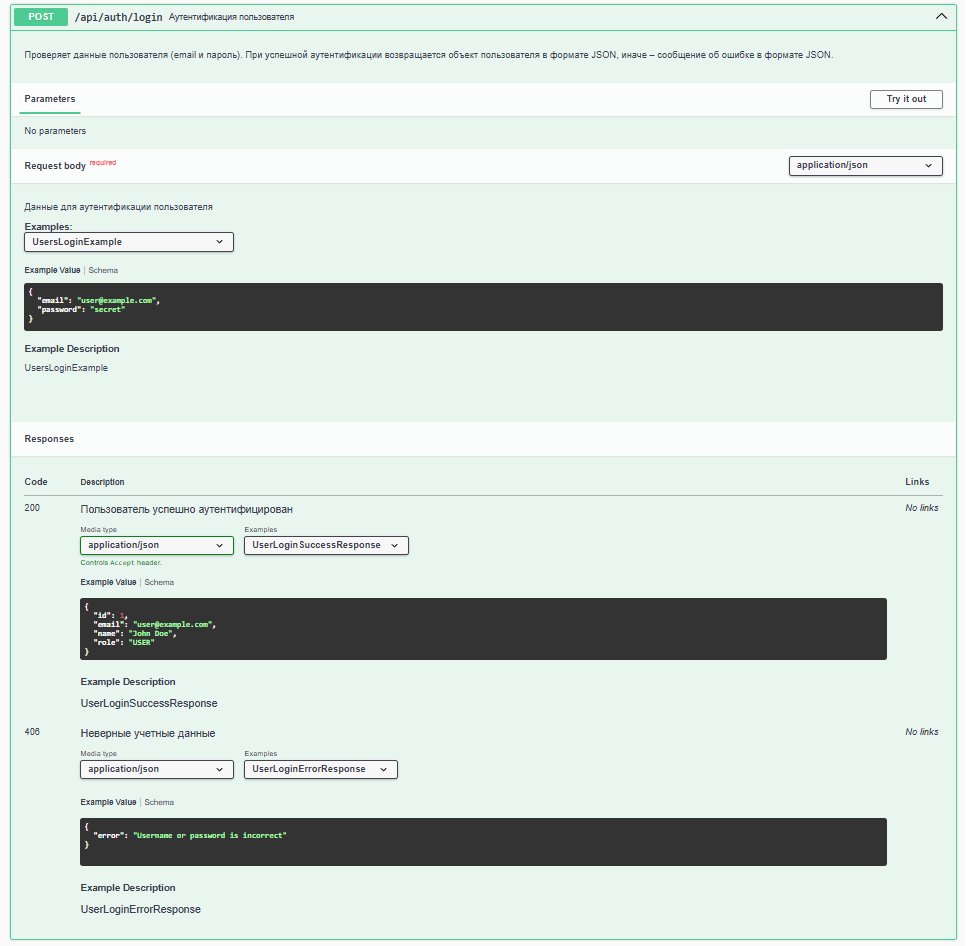 POST /api/auth/login Аутентификация пользователя
Проверяет данные пользователя (email и пароль). При успешной аутентификации возвращается объект пользователя в формате JSON, иначе – сообщение об ошибке в формате JSON.
Parameters Try it out
No parameters
Request body required application/json
Данные для аутентификации пользователя
Examples:
UsersLoginExample
Example Value | Schema
{
"email": "user@example.com",
"password": "secret"
}
Example Description
UsersLoginExample
Responses
Code Description Links
200 Пользователь успешно аутентифицирован No links
Media type Examples
application/json UserLoginSuccessResponse
Controls Accept header.
Example Value | Schema
{
"id": 1,
"email": "user@example.com",
"name": "John Doe",
"role": "USER"
}
Example Description
UserLoginSuccessResponse
406 Неверные учетные данные No links
Media type Examples
application/json UserLoginErrorResponse
Example Value | Schema
{
"error": "Username or password is incorrect"
}
Example Description
UserLoginErrorResponse